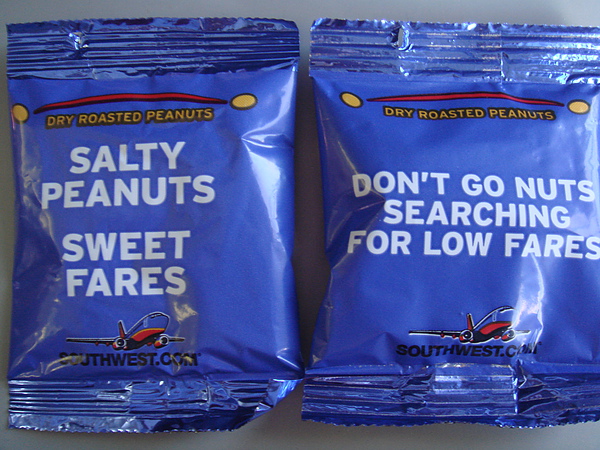 DRY ROASTED PEANUTS
SALTY
PEANUTS
SWEET
FARES
SOUTHWEST.COM
DRY ROASTED PEANUTS
DON'T GO NUTS
SEARCHING
FOR LOW FARES
SOUTHWEST.COM